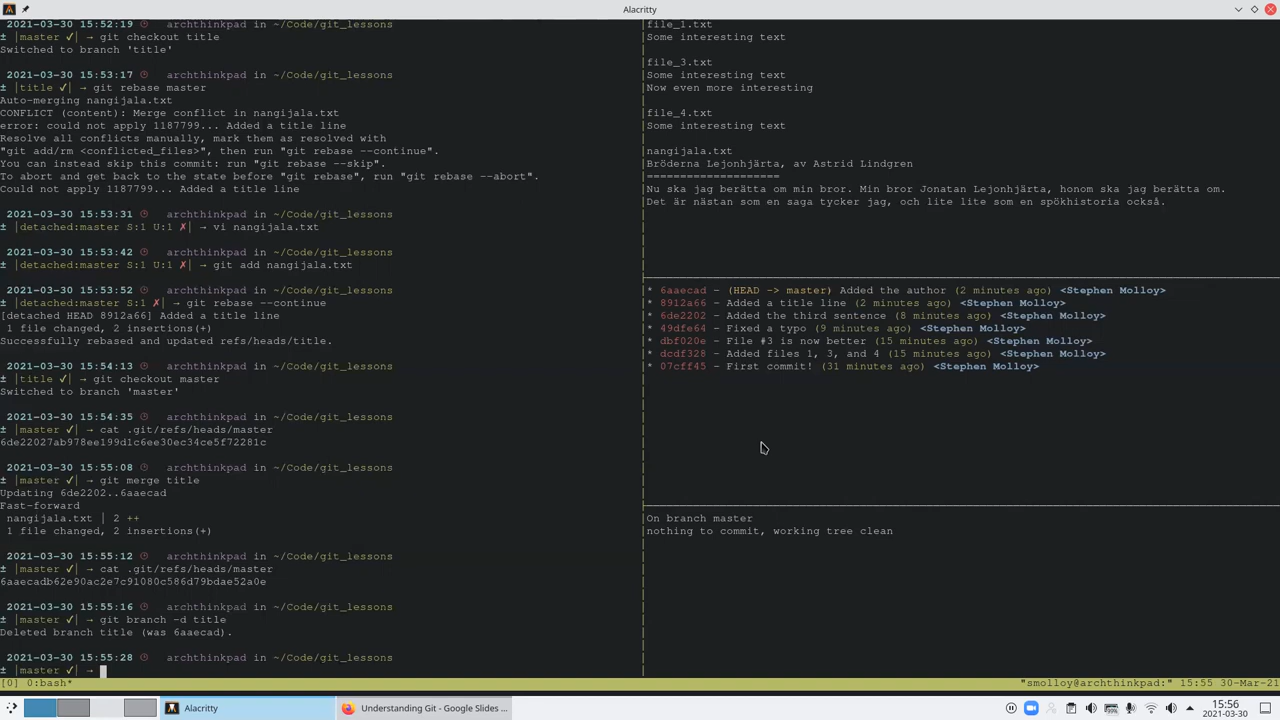 Alacritty
2021-03-30 15:52:19 archthinkpad in ~/Code/git_lessons
± |master ✓| → git checkout title
Switched to branch 'title'
2021-03-30 15:53:17 archthinkpad in ~/Code/git_lessons
± |title ✓| → git rebase master
Auto-merging nangijala.txt
CONFLICT (content): Merge conflict in nangijala.txt
error: could not apply 1187799... Added a title line
Resolve all conflicts manually, mark them as resolved with
"git add/rm <conflicted_files>", then run "git rebase --continue".
You can instead skip this commit: run "git rebase --skip".
To abort and get back to the state before "git rebase", run "git rebase --abort".
Could not apply 1187799... Added a title line
2021-03-30 15:53:31 archthinkpad in ~/Code/git_lessons
± |detached:master S:1 U:1 ✗| → vi nangijala.txt
2021-03-30 15:53:42 archthinkpad in ~/Code/git_lessons
± |detached:master S:1 U:1 ✗| → git add nangijala.txt
2021-03-30 15:53:52 archthinkpad in ~/Code/git_lessons
± |detached:master S:1 ✗| → git rebase --continue
[detached HEAD 8912a66] Added a title line
1 file changed, 2 insertions(+)
Successfully rebased and updated refs/heads/title.
2021-03-30 15:54:13 archthinkpad in ~/Code/git_lessons
± |title ✓| → git checkout master
Switched to branch 'master'
2021-03-30 15:54:35 archthinkpad in ~/Code/git_lessons
± |master ✓| → cat .git/refs/heads/master
6de22027ab978ee199d1c6ee30ec34ce5f72281c
2021-03-30 15:55:08 archthinkpad in ~/Code/git_lessons
± |master ✓| → git merge title
Updating 6de2202..6aaecad
Fast-forward
nangijala.txt | 2 ++
1 file changed, 2 insertions(+)
2021-03-30 15:55:12 archthinkpad in ~/Code/git_lessons
± |master ✓| → cat .git/refs/heads/master
6aaecadb62e90ac2e7c91080c586d79bdae52a0e
2021-03-30 15:55:16 archthinkpad in ~/Code/git_lessons
± |master ✓| → git branch -d title
Deleted branch title (was 6aaecad).
2021-03-30 15:55:28 archthinkpad in ~/Code/git_lessons
± |master ✓| →
file_1.txt
Some interesting text
file_3.txt
Some interesting text
Now even more interesting
file_4.txt
Some interesting text
nangijala.txt
Bröderna Lejonhjärta, av Astrid Lindgren
====================
Nu ska jag berätta om min bror. Min bror Jonatan Lejonhjärta, honom ska jag berätta om.
Det är nästan som en saga tycker jag, och lite lite som en spökhistoria också.
* 6aaecad - (HEAD -> master) Added the author (2 minutes ago) <Stephen Molloy>
* 8912a66 - Added a title line (2 minutes ago) <Stephen Molloy>
* 6de2202 - Added the third sentence (8 minutes ago) <Stephen Molloy>
* 49dfe64 - Fixed a typo (9 minutes ago) <Stephen Molloy>
* dbf020e - File #3 is now better (15 minutes ago) <Stephen Molloy>
* dcdf328 - Added files 1, 3, and 4 (15 minutes ago) <Stephen Molloy>
* 07cff45 - First commit! (31 minutes ago) <Stephen Molloy>
On branch master
nothing to commit, working tree clean
[0] 0:bash*
"smolloy@archthinkpad:" 15:55 30-Mar-21
Alacritty
Understanding Git - Google Slides ...
15:56
2021-03-30